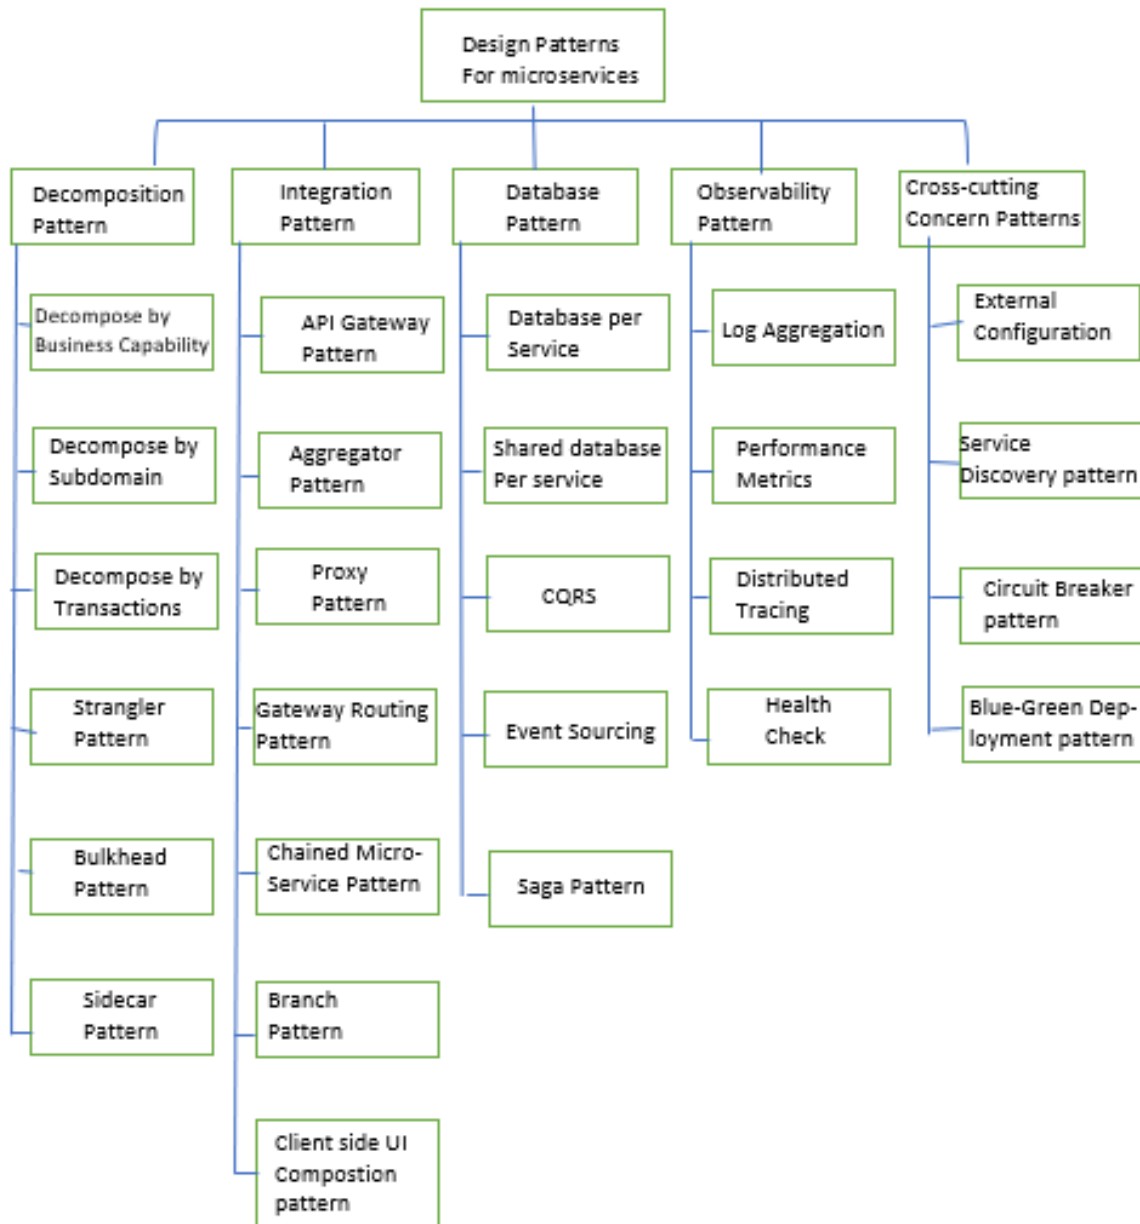 Design Patterns
For microservices
Decomposition
Pattern
Integration
Pattern
Database
Pattern
Observability
Pattern
Cross-cutting
Concern Patterns
Decompose by
Business Capability
Decompose by
Subdomain
Decompose by
Transactions
Strangler
Pattern
Bulkhead
Pattern
Sidecar
Pattern
API Gateway
Pattern
Aggregator
Pattern
Proxy
Pattern
Gateway Routing
Pattern
Chained Micro-
Service Pattern
Branch
Pattern
Client side UI
Compostion
pattern
Database per
Service
Shared database
Per service
CQRS
Event Sourcing
Saga Pattern
Log Aggregation
Performance
Metrics
Distributed
Tracing
Health
Check
External
Configuration
Service
Discovery pattern
Circuit Breaker
pattern
Blue-Green Dep-
loyment pattern